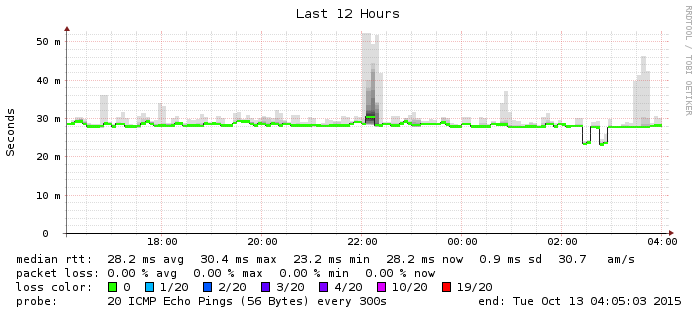 Last 12 Hours
RRDTOOL / TOBI OETIKER
Seconds
50 m
40 m
30 m
20 m
10 m
0
18:00 20:00 22:00 00:00 02:00 04:00
median rtt: 28.2 ms avg 30.4 ms max 23.2 ms min 28.2 ms now 0.9 ms sd 30.7 am/s
packet loss: 0.00 % avg 0.00 % max 0.00 % min 0.00 % now
loss color: 0 1/20 2/20 3/20 4/20 10/20 19/20
probe: 20 ICMP Echo Pings (56 Bytes) every 300s end: Tue Oct 13 04:05:03 2015